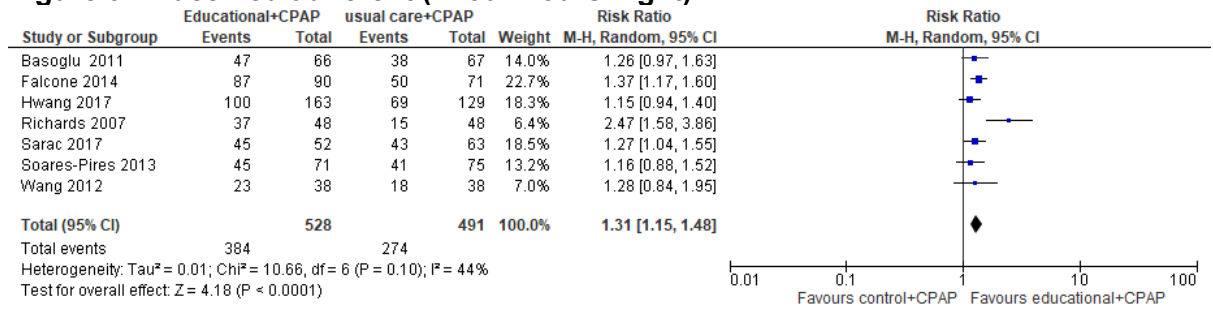 Educational+CPAP usual care+CPAP Risk Ratio Risk Ratio
Study or Subgroup Events Total Events Total Weight M-H, Random, 95% CI M-H, Random, 95% CI
Basoglu 2011 47 66 38 67 14.0% 1.26 [0.97, 1.63]
Falcone 2014 87 90 50 71 22.7% 1.37 [1.17, 1.60]
Hwang 2017 100 163 69 129 18.3% 1.15 [0.94, 1.40]
Richards 2007 37 48 15 48 6.4% 2.47 [1.58, 3.86]
Sarac 2017 45 52 43 63 18.5% 1.27 [1.04, 1.55]
Soares-Pires 2013 45 71 41 75 13.2% 1.16 [0.88, 1.52]
Wang 2012 23 38 18 38 7.0% 1.28 [0.84, 1.95]
Total (95% CI) 528 491 100.0% 1.31 [1.15, 1.48]
Total events 384 274
Heterogeneity: Tau² = 0.01; Chi² = 10.66, df = 6 (P = 0.10); I² = 44%
Test for overall effect: Z = 4.18 (P < 0.0001)
0.01 0.1 1 10 100
Favours control+CPAP Favours educational+CPAP